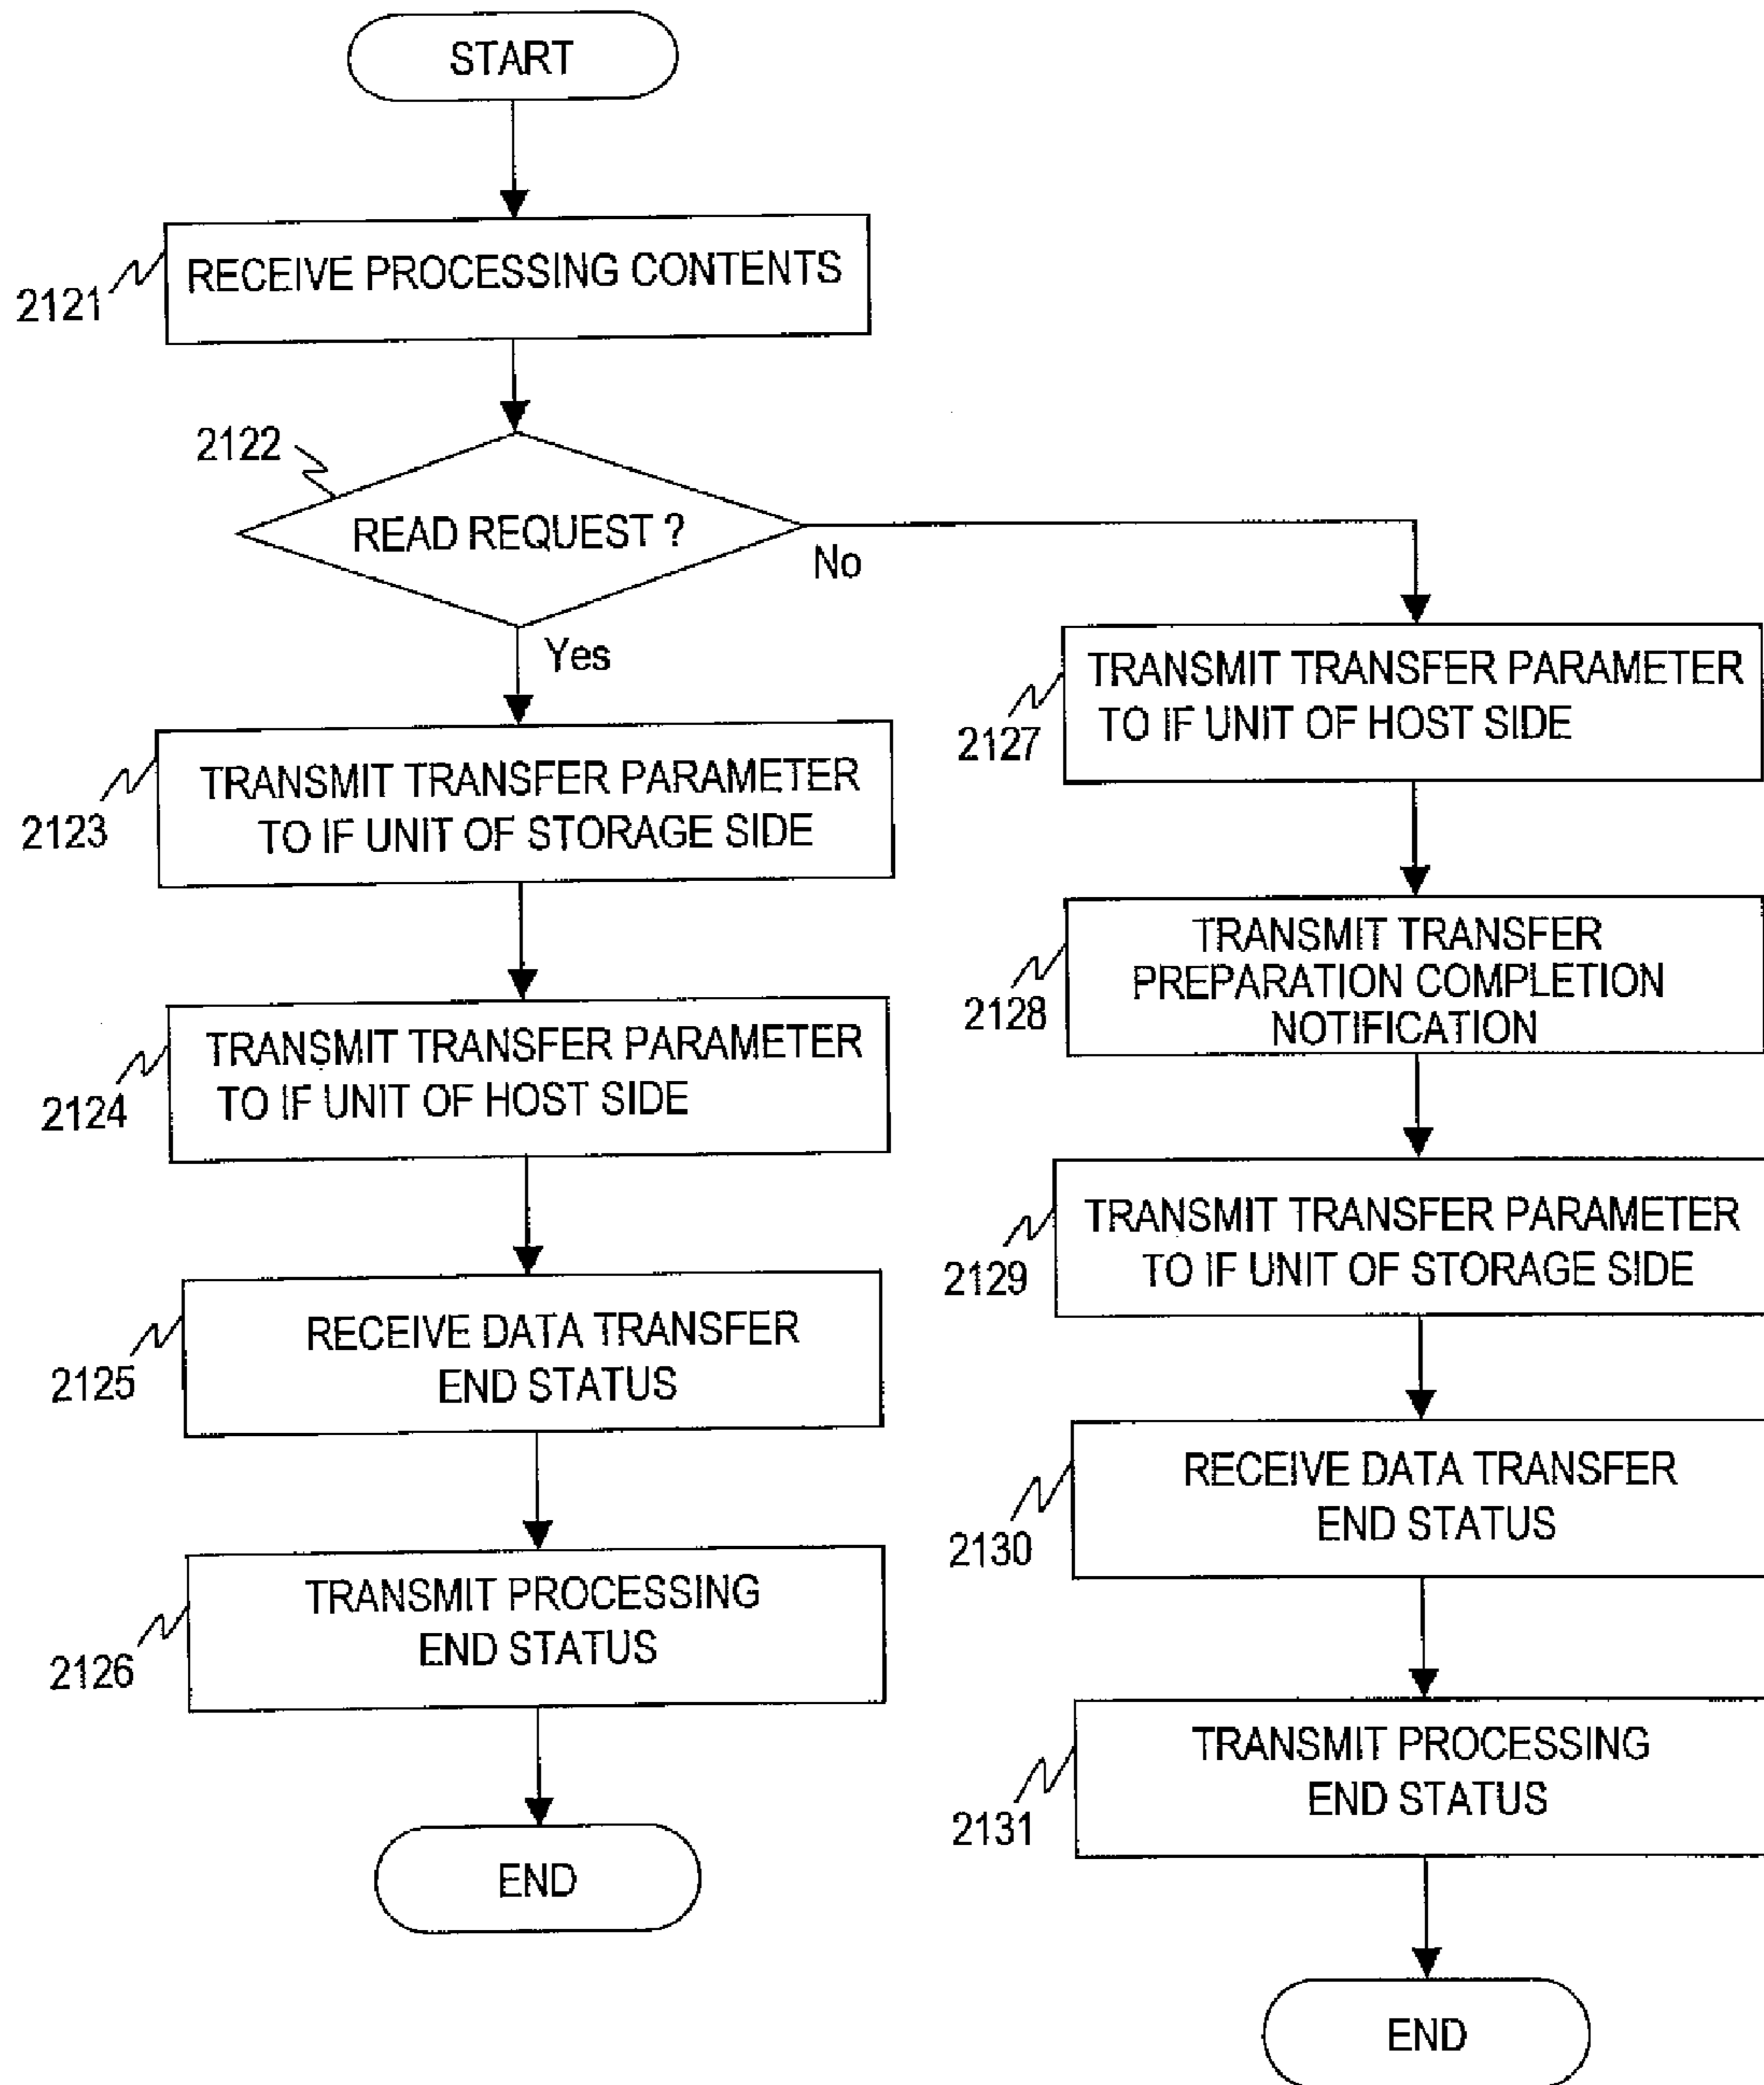 START
2121
RECEIVE PROCESSING CONTENTS
2122
READ REQUEST ?
No
Yes
2123
TRANSMIT TRANSFER PARAMETER
TO IF UNIT OF STORAGE SIDE
2124
TRANSMIT TRANSFER PARAMETER
TO IF UNIT OF HOST SIDE
2125
RECEIVE DATA TRANSFER
END STATUS
2126
TRANSMIT PROCESSING
END STATUS
END
2127
TRANSMIT TRANSFER PARAMETER
TO IF UNIT OF HOST SIDE
2128
TRANSMIT TRANSFER
PREPARATION COMPLETION
NOTIFICATION
2129
TRANSMIT TRANSFER PARAMETER
TO IF UNIT OF STORAGE SIDE
2130
RECEIVE DATA TRANSFER
END STATUS
2131
TRANSMIT PROCESSING
END STATUS
END